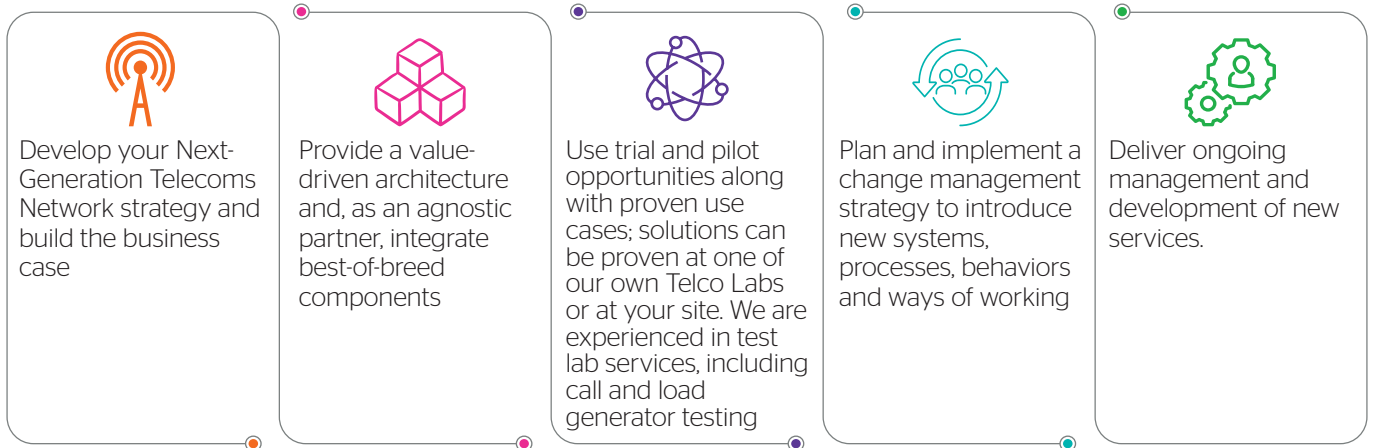 Develop your Next-
Generation Telecoms
Network strategy and
build the business
case
Provide a value-
driven architecture
and, as an agnostic
partner, integrate
best-of-breed
components
Use trial and pilot
opportunities along
with proven use
cases; solutions can
be proven at one of
our own Telco Labs
or at your site. We are
experienced in test
lab services, including
call and load
generator testing
Plan and implement a
change management
strategy to introduce
new systems,
processes, behaviors
and ways of working
Deliver ongoing
management and
development of new
services.